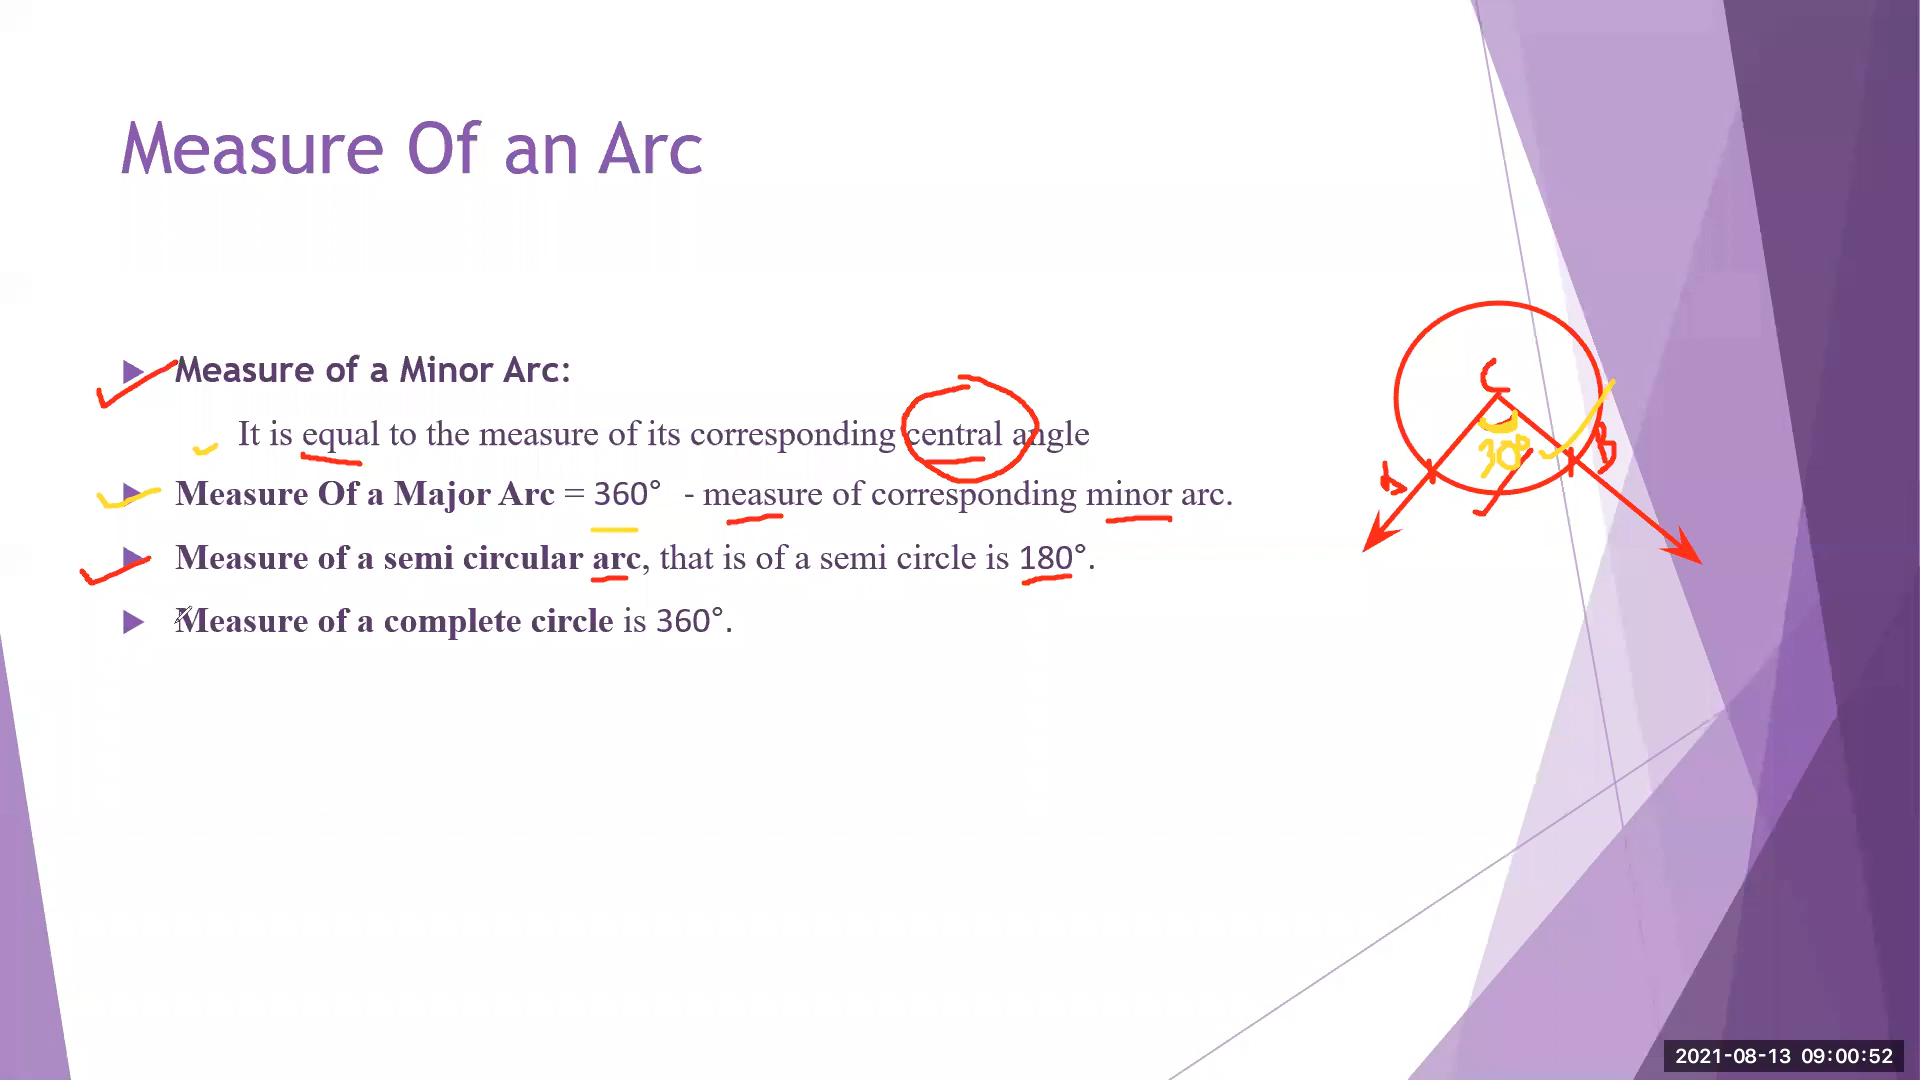 Measure Of an Arc
Measure of a Minor Arc:
It is equal to the measure of its corresponding central angle
Measure Of a Major Arc = 360° - measure of corresponding minor arc.
Measure of a semi circular arc, that is of a semi circle is 180°.
Measure of a complete circle is 360°.
C
30°
B
2021-08-13 09:00:52